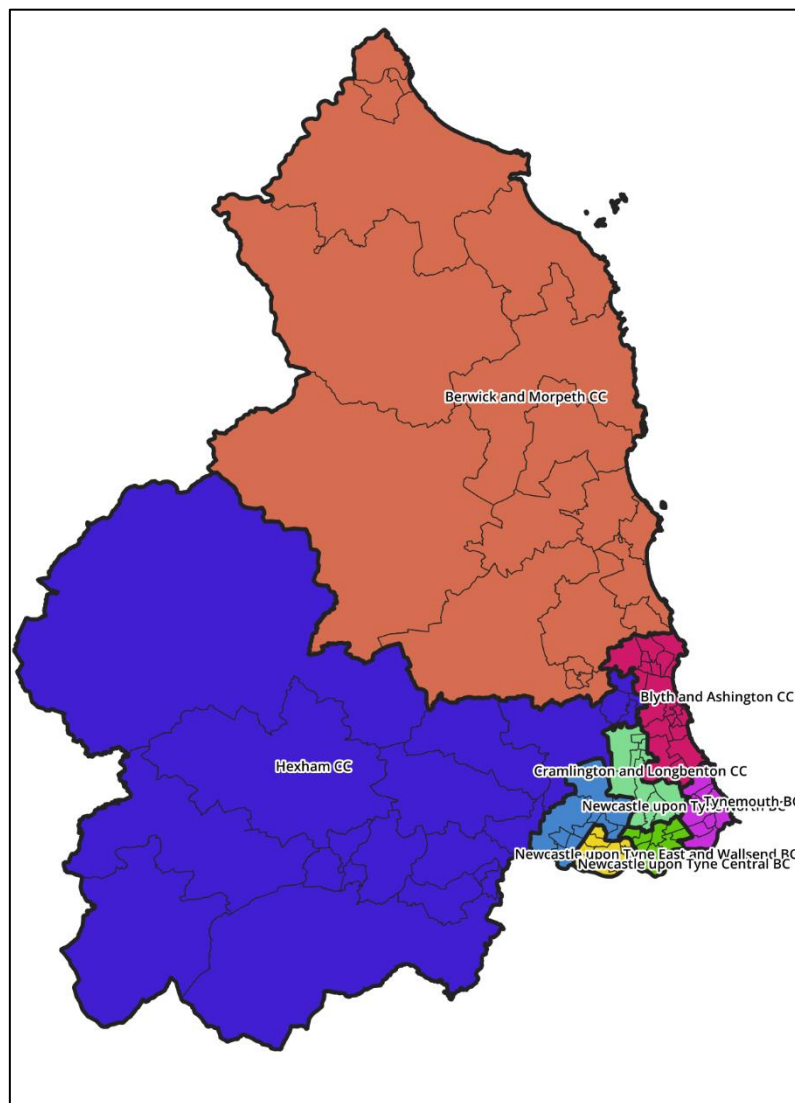 Berwick and Morpeth CC
Blyth and Ashington CC
Hexham CC
Cramlington and Longbenton CC
Tynemouth BC
Newcastle upon Tyne North BC
Newcastle upon Tyne East and Wallsend BC
Newcastle upon Tyne Central BC